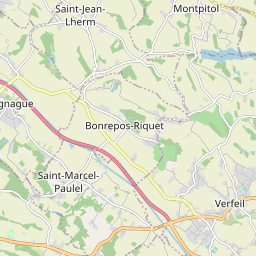 Saint-Jean-
Lherm
Montpitol
gnague
Bonrepos-Riquet
Saint-Marcel-
Paulel
Verfeil